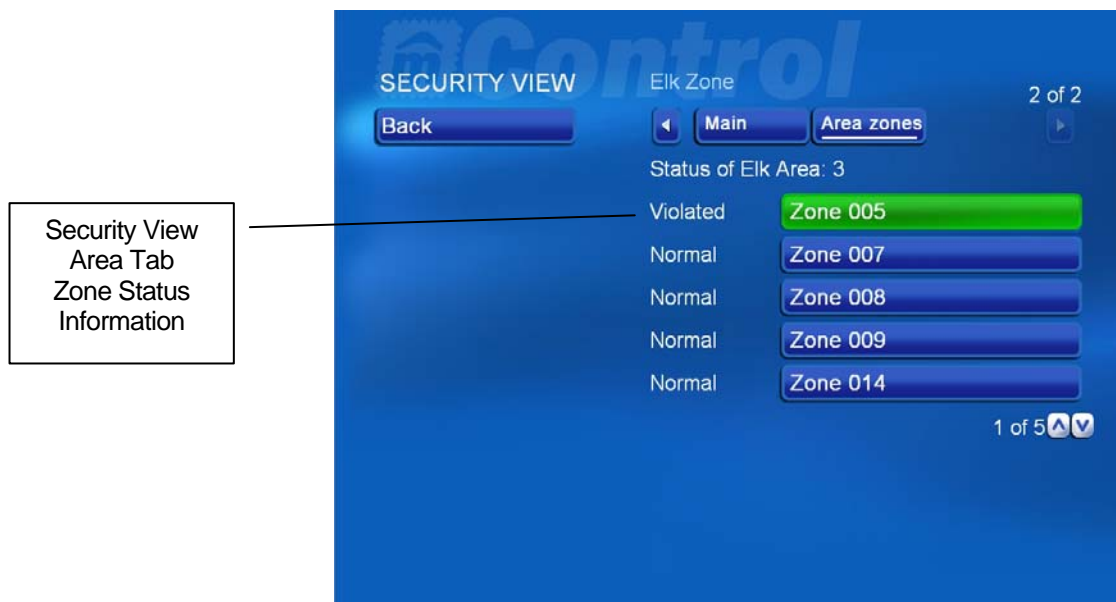 mControl
SECURITY VIEW
Elk Zone
2 of 2
Back
Main
Area zones
Status of Elk Area: 3
Violated
Zone 005
Normal
Zone 007
Normal
Zone 008
Normal
Zone 009
Normal
Zone 014
1 of 5
Security View
Area Tab
Zone Status
Information